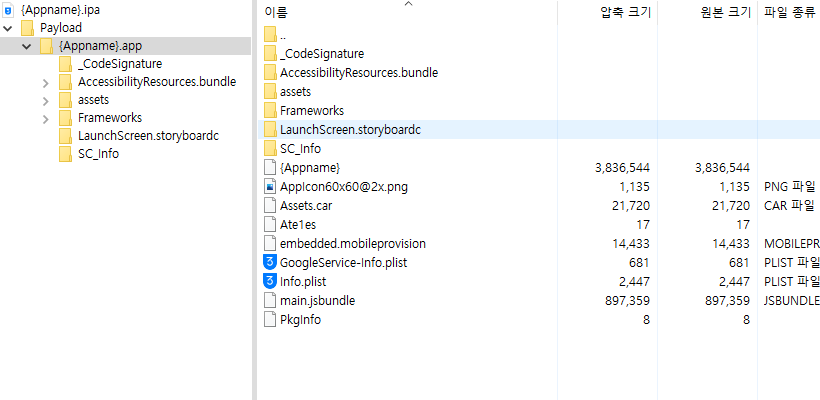 {Appname}.ipa
Payload
{Appname}.app
_CodeSignature
AccessibilityResources.bundle
assets
Frameworks
LaunchScreen.storyboardc
SC_Info
이름 압축 크기 원본 크기 파일 종류
..
_CodeSignature
AccessibilityResources.bundle
assets
Frameworks
LaunchScreen.storyboardc
SC_Info
{Appname} 3,836,544 3,836,544
AppIcon60x60@2x.png 1,135 1,135 PNG 파일
Assets.car 21,720 21,720 CAR 파일
Ate1es 17 17
embedded.mobileprovision 14,433 14,433 MOBILEPR
GoogleService-Info.plist 681 681 PLIST 파일
Info.plist 2,447 2,447 PLIST 파일
main.jsbundle 897,359 897,359 JSBUNDLE
PkgInfo 8 8